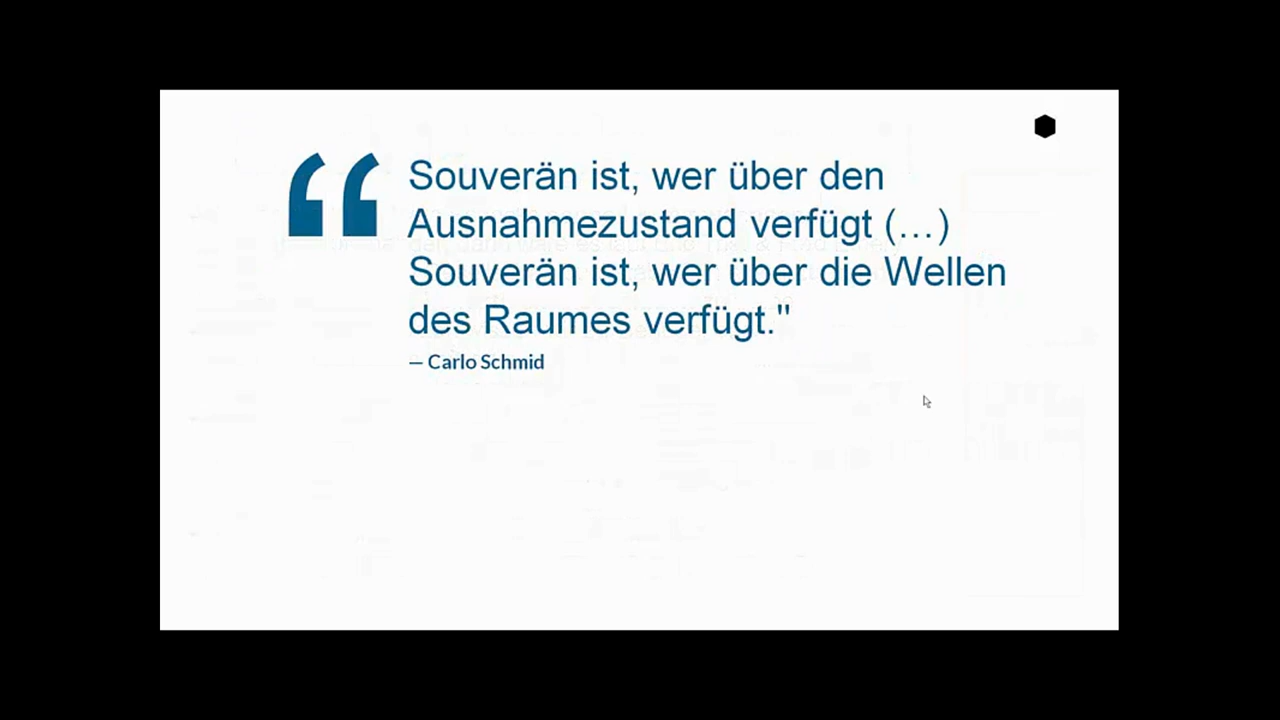 “
Souverän ist, wer über den
Ausnahmezustand verfügt (…)
Souverän ist, wer über die Wellen
des Raumes verfügt."
— Carlo Schmid